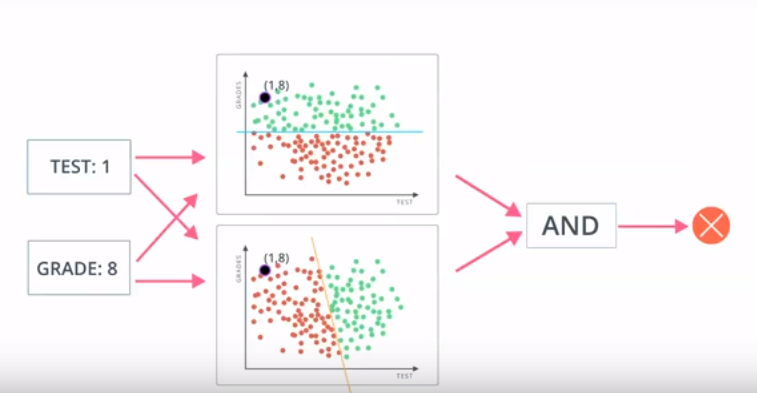 (1,8)
GRADES
TEST
TEST: 1
GRADE: 8
(1,8)
GRADES
TEST
AND